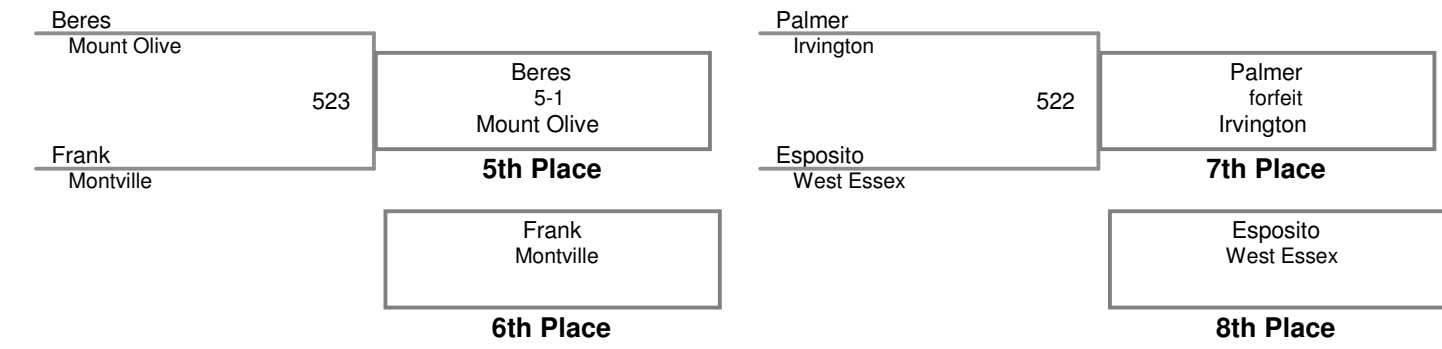 Beres
Mount Olive
523
Frank
Montville
Beres
5-1
Mount Olive
5th Place
Frank
Montville
6th Place
Palmer
Irvington
522
Esposito
West Essex
Palmer
forfeit
Irvington
7th Place
Esposito
West Essex
8th Place